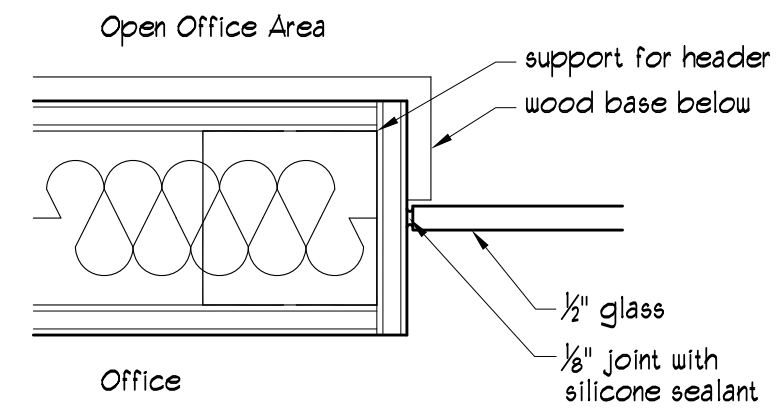 Open Office Area
support for header
wood base below
½" glass
⅛" joint with
silicone sealant
Office